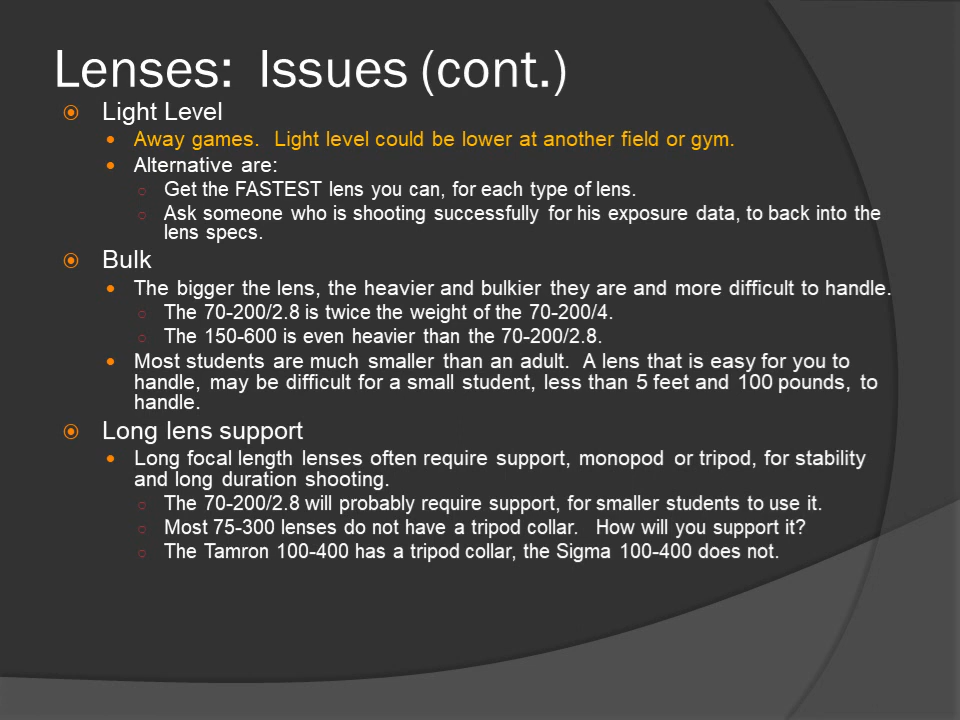 Lenses:  Issues (cont.)
Light Level
Away games.  Light level could be lower at another field or gym.
Alternative are:
Get the FASTEST lens you can, for each type of lens.
Ask someone who is shooting successfully for his exposure data, to back into the
lens specs.
Bulk
The bigger the lens, the heavier and bulkier they are and more difficult to handle.
The 70-200/2.8 is twice the weight of the 70-200/4.
The 150-600 is even heavier than the 70-200/2.8.
Most students are much smaller than an adult.  A lens that is easy for you to
handle, may be difficult for a small student, less than 5 feet and 100 pounds, to
handle.
Long lens support
Long focal length lenses often require support, monopod or tripod, for stability
and long duration shooting.
The 70-200/2.8 will probably require support, for smaller students to use it.
Most 75-300 lenses do not have a tripod collar.   How will you support it?
The Tamron 100-400 has a tripod collar, the Sigma 100-400 does not.